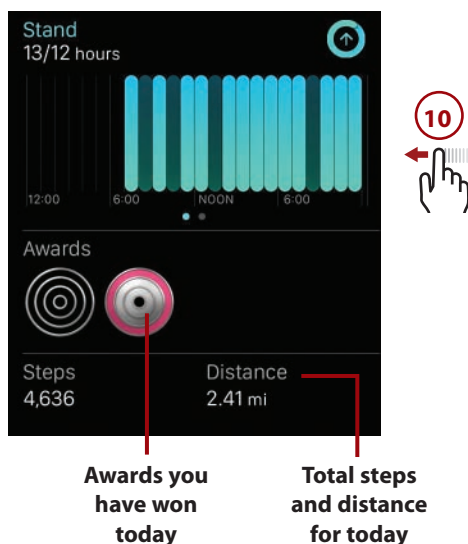 Stand
13/12 hours
10
12:00 6:00 NOON 6:00
Awards
Steps Distance
4,636 2.41 mi
Awards you
have won
today
Total steps
and distance
for today